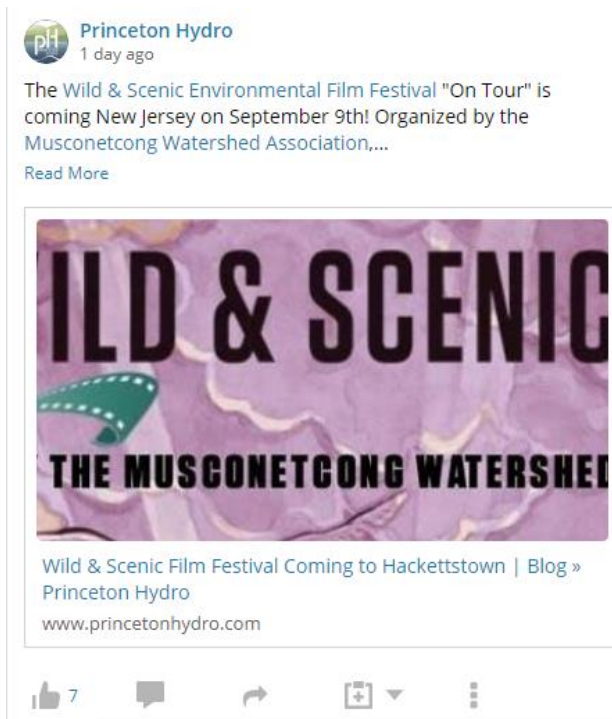 pH
Princeton Hydro
1 day ago
The Wild & Scenic Environmental Film Festival "On Tour" is
coming New Jersey on September 9th! Organized by the
Musconetcong Watershed Association,...
Read More
ILD & SCENIC
THE MUSCONETCONG WATERSHED
Wild & Scenic Film Festival Coming to Hackettstown | Blog »
Princeton Hydro
www.princetonhydro.com
7